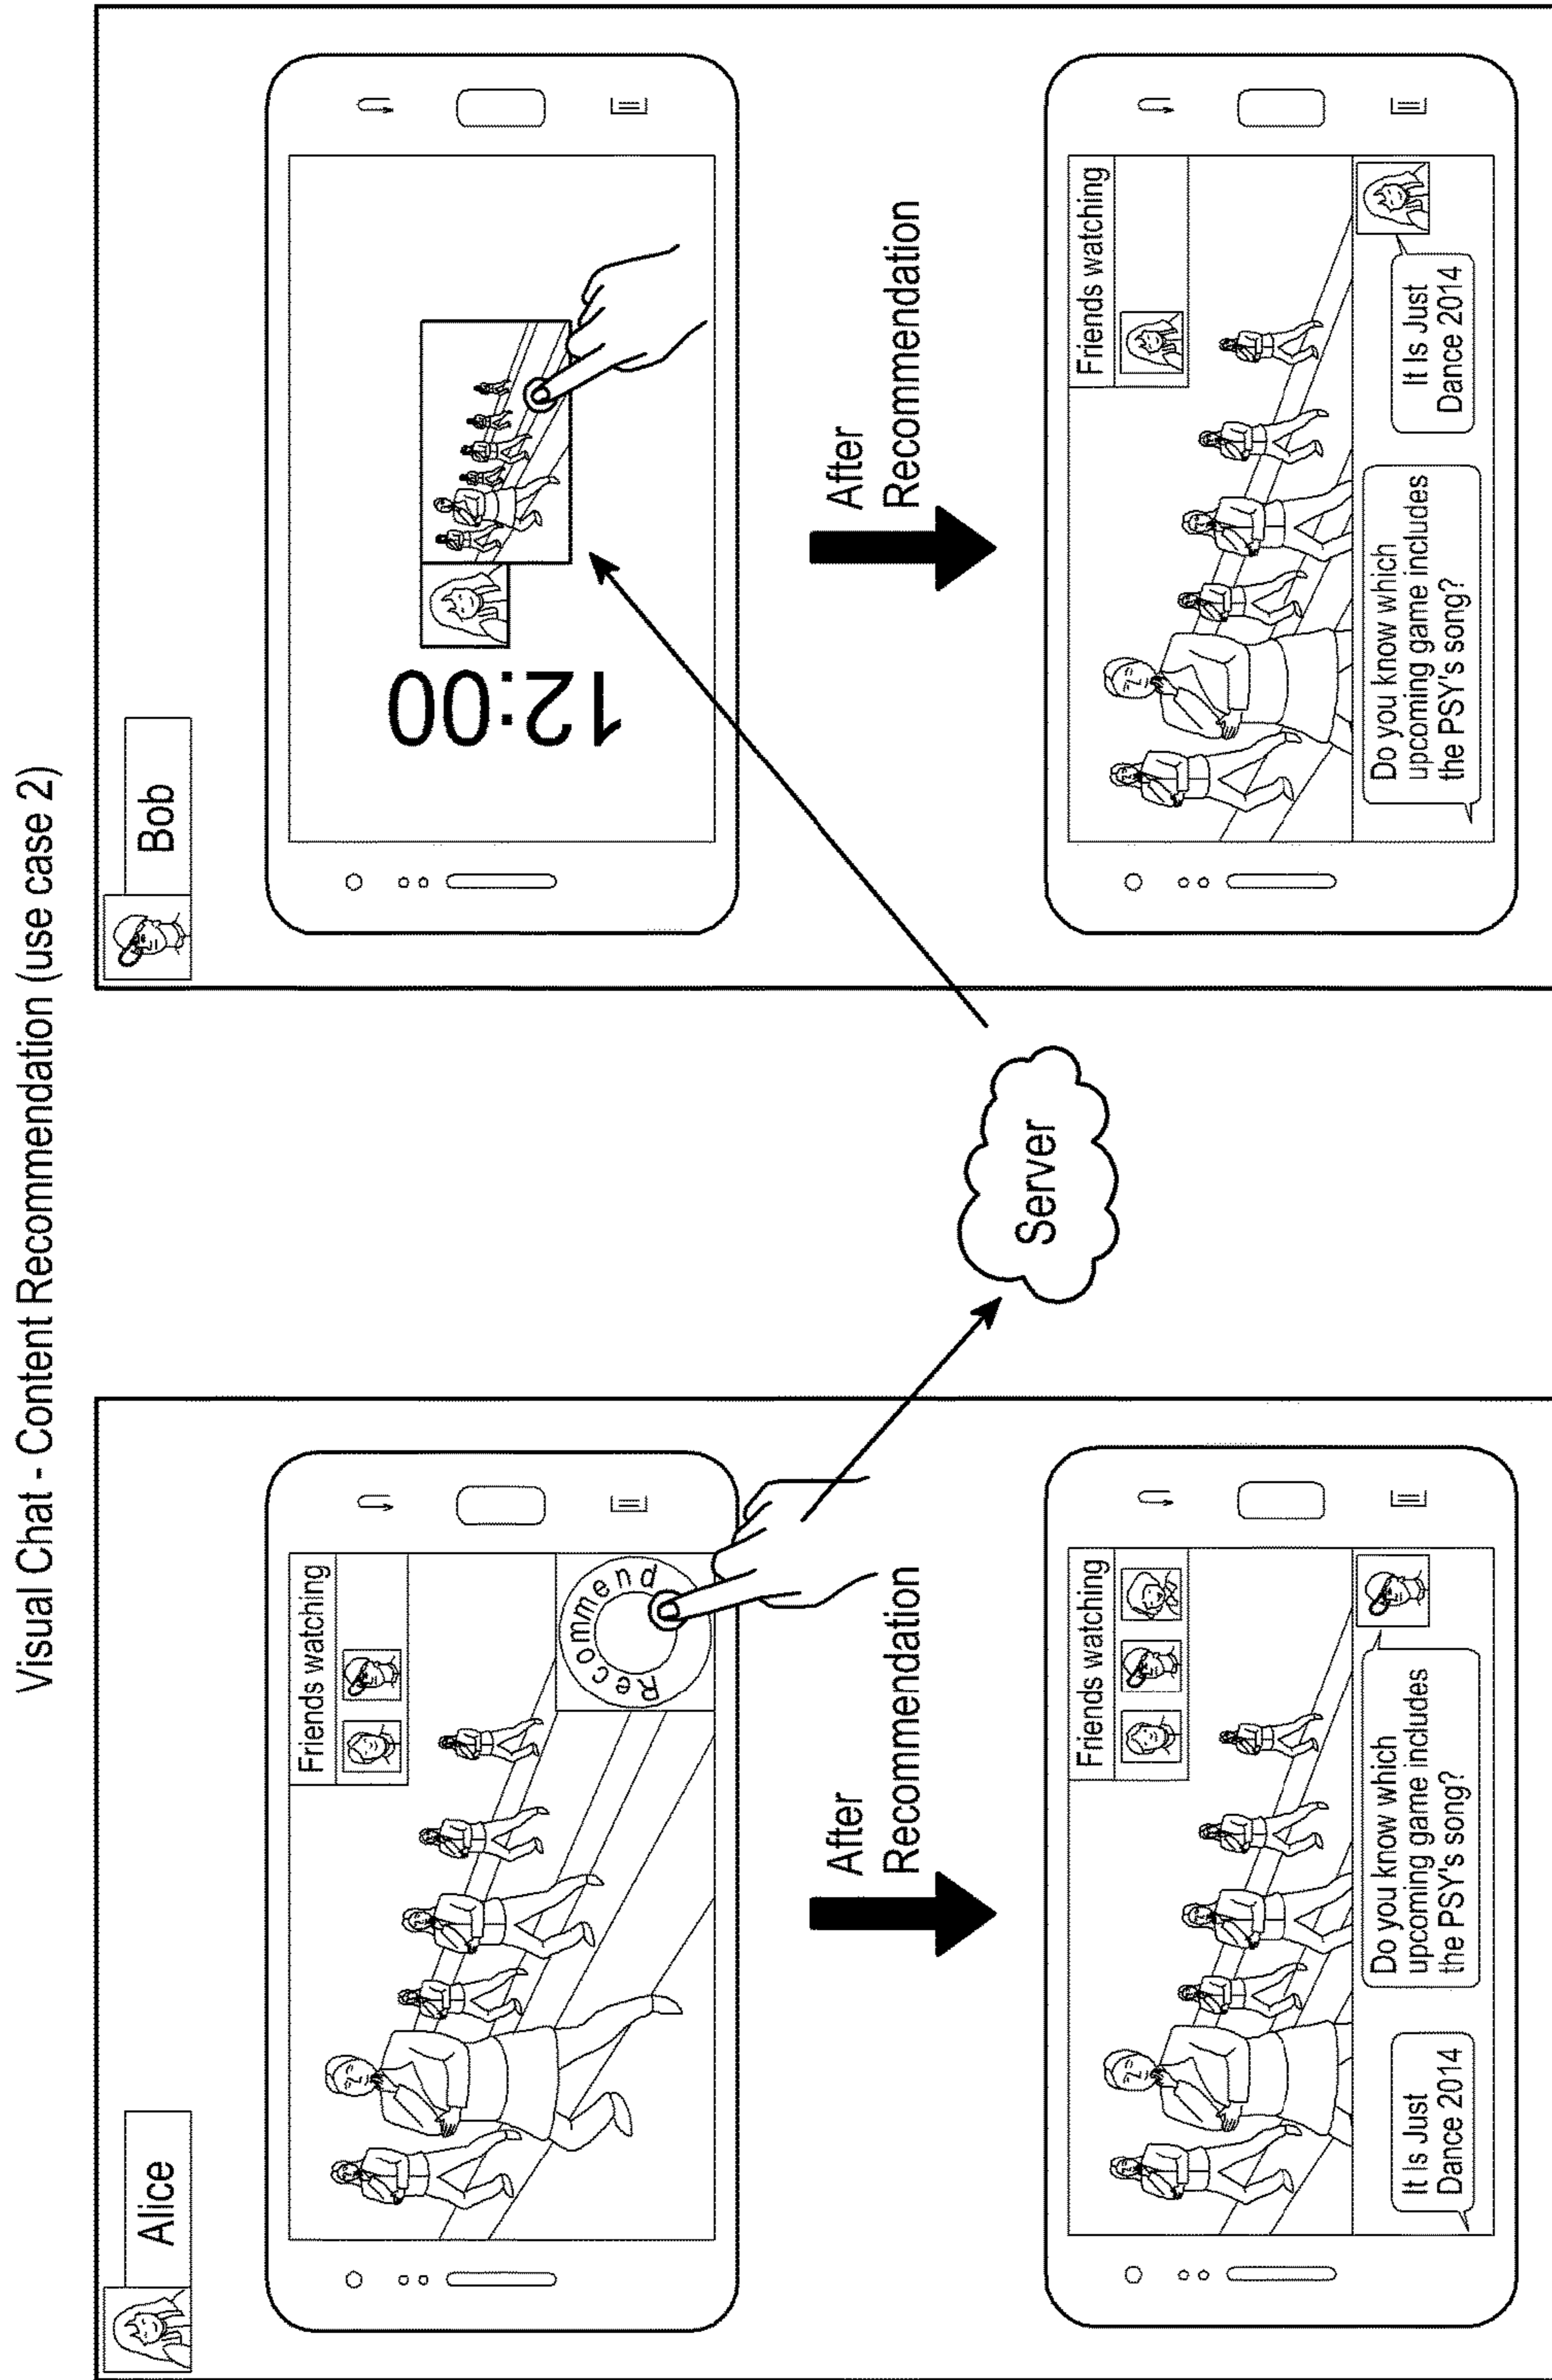 Visual Chat - Content Recommendation (use case 2)
Alice
Friends watching
Recommend
After
Recommendation
Friends watching
It Is Just
Dance 2014
Do you know which
upcoming game includes
the PSY's song?
Server
Bob
12:00
After
Recommendation
Friends watching
Do you know which
upcoming game includes
the PSY's song?
It Is Just
Dance 2014